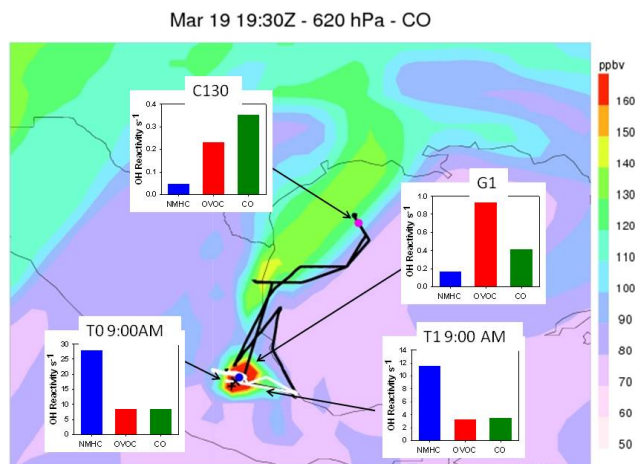 Mar 19 19:30Z - 620 hPa - CO
ppbv
160
150
140
130
120
110
100
90
80
70
60
50
C130
OH Reactivity s-1
0.4
0.3
0.2
0.1
0.0
NMHC OVOC CO
G1
OH Reactivity s-1
1.0
0.8
0.6
0.4
0.2
0.0
NMHC OVOC CO
T0 9:00AM
OH Reactivity s-1
30
25
20
15
10
5
0
NMHC OVOC CO
T1 9:00 AM
OH Reactivity s-1
14
12
10
8
6
4
2
0
NMHC OVOC CO